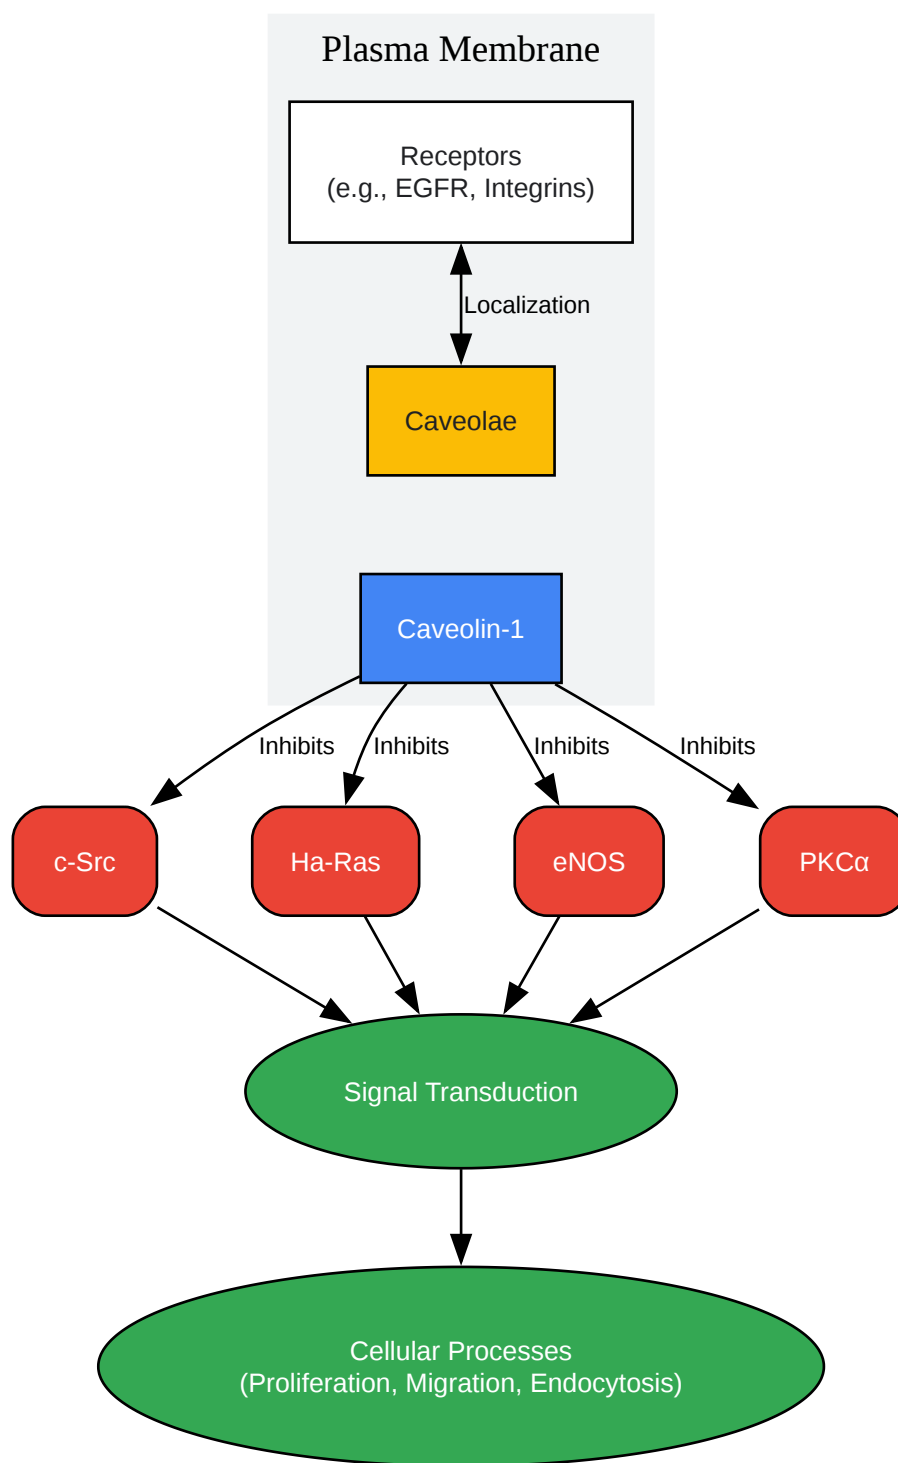 Plasma Membrane
Receptors
(e.g., EGFR, Integrins)
Localization
Caveolae
Caveolin-1
Inhibits
Inhibits
Inhibits
Inhibits
c-Src
Ha-Ras
eNOS
PKCα
Signal Transduction
Cellular Processes
(Proliferation, Migration, Endocytosis)